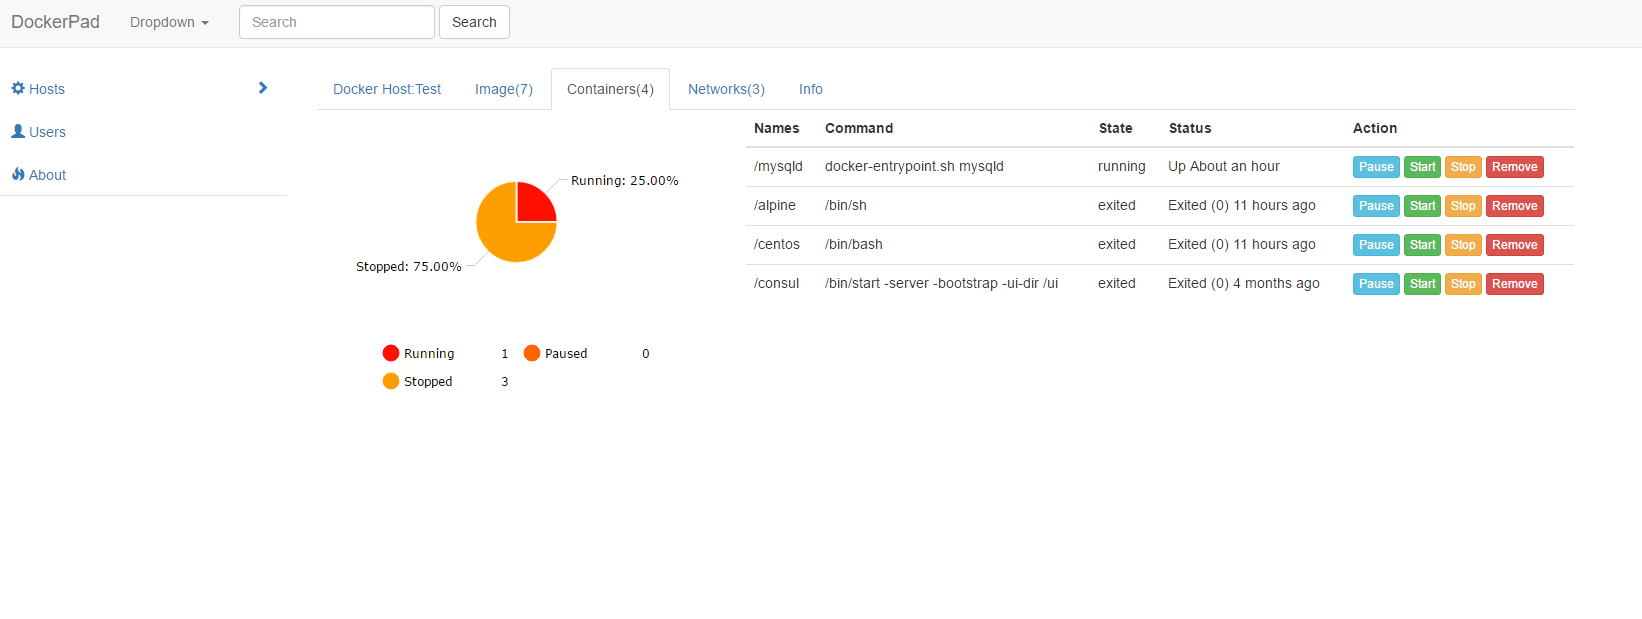 DockerPad Dropdown Search Search
Hosts
Users
About
Docker Host:Test Image(7) Containers(4) Networks(3) Info
Running: 25.00%
Stopped: 75.00%
Running 1 Paused 0
Stopped 3
Names Command State Status Action
/mysqld docker-entrypoint.sh mysqld running Up About an hour Pause Start Stop Remove
/alpine /bin/sh exited Exited (0) 11 hours ago Pause Start Stop Remove
/centos /bin/bash exited Exited (0) 11 hours ago Pause Start Stop Remove
/consul /bin/start -server -bootstrap -ui-dir /ui exited Exited (0) 4 months ago Pause Start Stop Remove